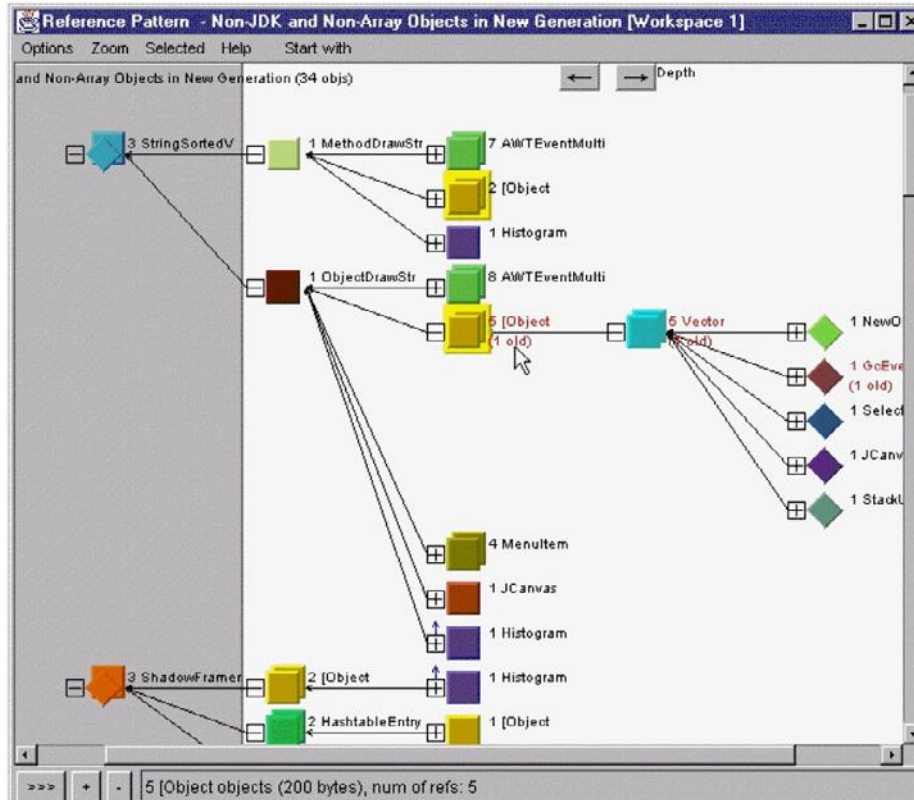 Reference Pattern - Non-JDK and Non-Array Objects in New Generation [Workspace 1]
Options Zoom Selected Help Start with
and Non-Array Objects in New Generation (34 objs)
Depth
3 StringSortedV
1 MethodDrawStr
7 AWTEventMulti
2 [Object
1 Histogram
1 ObjectDrawStr
8 AWTEventMulti
5 [Object
(1 old)
Vector
old)
1 NewO
1 GcEve
(1 old)
1 Select
1 JCanv
1 StackU
4 MenuItem
1 JCanvas
1 Histogram
3 ShadowFramer
2 [Object
1 Histogram
2 HashtableEntry
1 [Object
>>> + -
5 [Object objects (200 bytes), num of refs: 5